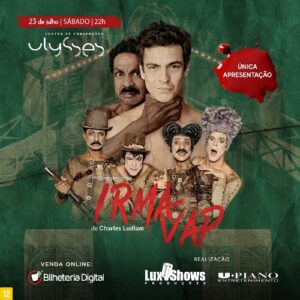 23 de julho | SÁBADO | 22h
CENTRO DE CONVENÇÕES
ulysses
ÚNICA
APRESENTAÇÃO
IRMA VAP
de Charles Ludlam
VENDA ONLINE:
Bilheteria Digital
REALIZAÇÃO
Lux Shows
PRODUÇÕES
U·PIANO
ENTRETENIMENTO
12